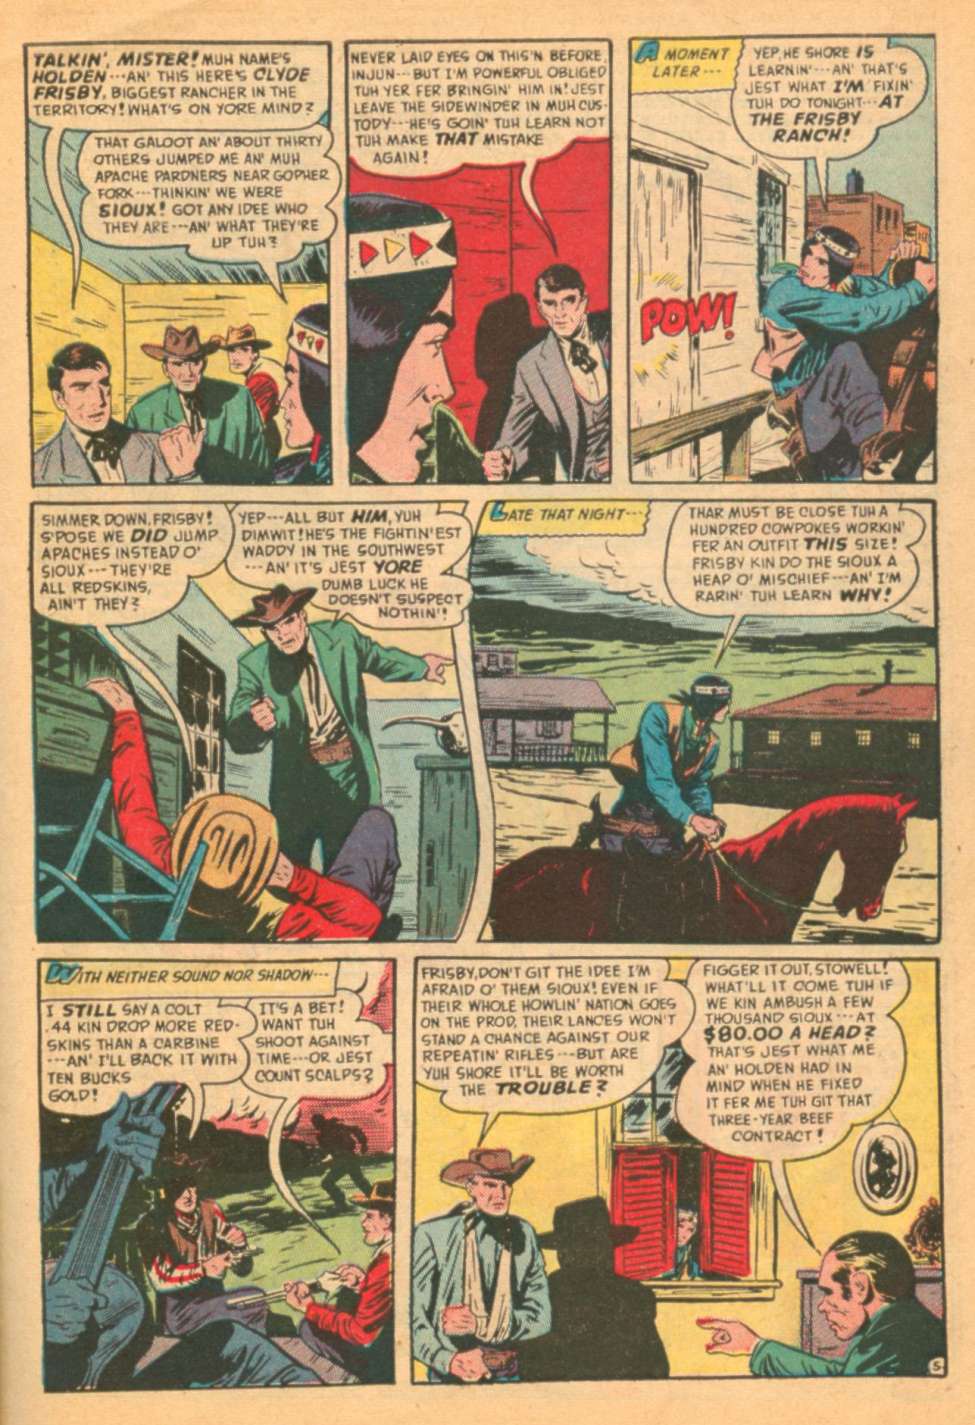 TALKIN', MISTER! MUH NAME'S
HOLDEN---AN' THIS HERE'S CLYDE
FRISBY, BIGGEST RANCHER IN THE
TERRITORY! WHAT'S ON YORE MIND?
THAT GALOOT AN' ABOUT THIRTY
OTHERS JUMPED ME AN' MUH
APACHE PARDNERS NEAR GOPHER
FORK---THINKIN' WE WERE
SIOUX! GOT ANY IDEE WHO
THEY ARE---AN' WHAT THEY'RE
UP TUH?
NEVER LAID EYES ON THIS'N BEFORE,
INJUN---BUT I'M POWERFUL OBLIGED
TUH YER FER BRINGIN' HIM IN! JEST
LEAVE THE SIDEWINDER IN MUH CUS-
TODY---HE'S GOIN' TUH LEARN NOT
TUH MAKE THAT MISTAKE
AGAIN!
A MOMENT
LATER---
YEP, HE SHORE IS
LEARNIN'---AN' THAT'S
JEST WHAT I'M 'FIXIN'
TUH DO TONIGHT---AT
THE FRISBY
RANCH!
POW!
SIMMER DOWN, FRISBY!
S'POSE WE DID JUMP
APACHES INSTEAD O'
SIOUX---THEY'RE
ALL REDSKINS,
AIN'T THEY?
YEP---ALL BUT HIM, YUH
DIMWIT! HE'S THE FIGHTIN'EST
WADDY IN THE SOUTHWEST
---AN' IT'S JEST YORE
DUMB LUCK HE
DOESN'T SUSPECT
NOTHIN'!
LATE THAT NIGHT---
THAR MUST BE CLOSE TUH A
HUNDRED COWPOKES WORKIN'
FER AN OUTFIT THIS SIZE!
FRISBY KIN DO THE SIOUX A
HEAP O' MISCHIEF---AN' I'M
RARIN' TUH LEARN WHY!
WITH NEITHER SOUND NOR SHADOW---
I STILL SAY A COLT
.44 KIN DROP MORE RED-
SKINS THAN A CARBINE
---AN' I'LL BACK IT WITH
TEN BUCKS
GOLD!
IT'S A BET!
WANT TUH
SHOOT AGAINST
TIME---OR JEST
COUNT SCALPS?
FRISBY, DON'T GIT THE IDEE I'M
AFRAID O' THEM SIOUX! EVEN IF
THEIR WHOLE HOWLIN' NATION GOES
ON THE PROD, THEIR LANCES WON'T
STAND A CHANCE AGAINST OUR
REPEATIN' RIFLES---BUT ARE
YUH SHORE IT'LL BE WORTH
THE TROUBLE?
FIGGER IT OUT, STOWELL!
WHAT'LL IT COME TUH IF
WE KIN AMBUSH A FEW
THOUSAND SIOUX---AT
$80.00 A HEAD?
THAT'S JEST WHAT ME
AN' HOLDEN HAD IN
MIND WHEN HE FIXED
IT FER ME TUH GIT THAT
THREE-YEAR BEEF
CONTRACT!
5